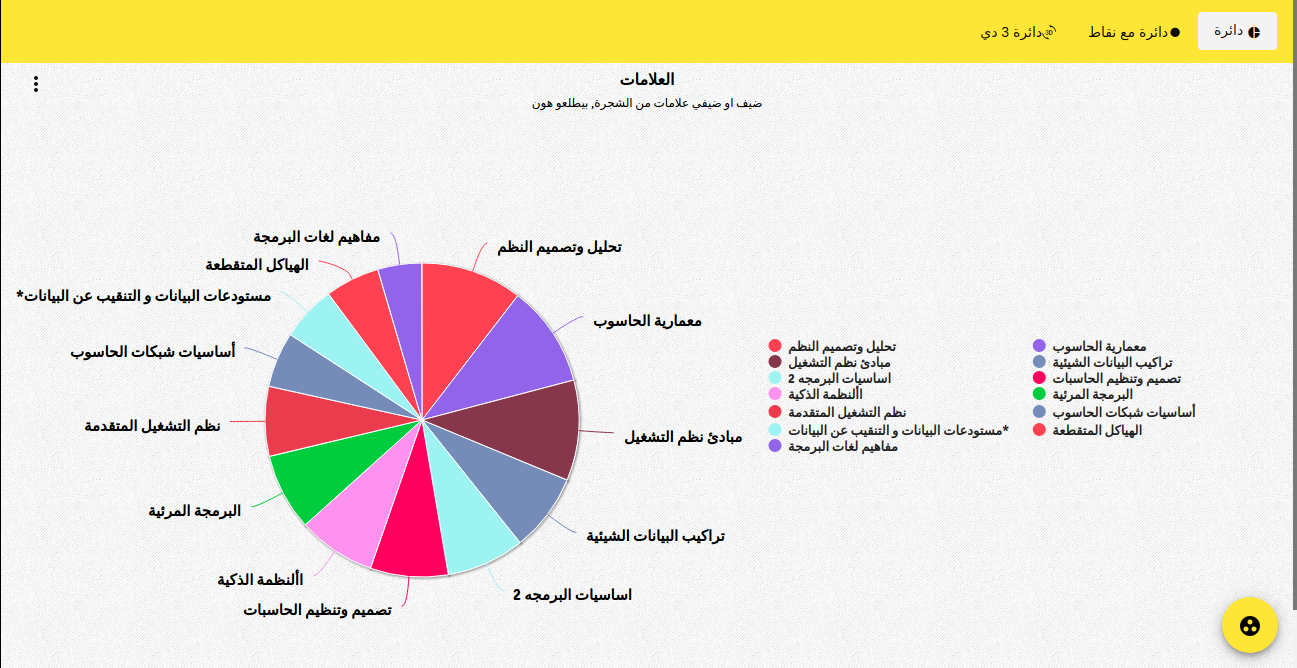 دائرة
دائرة مع نقاط
دائرة 3 دي
3D
العلامات
ضيف او ضيفي علامات من الشجرة, بيطلعو هون
مفاهيم لغات البرمجة
تحليل وتصميم النظم
الهياكل المتقطعة
مستودعات البيانات و التنقيب عن البيانات*
معمارية الحاسوب
أساسيات شبكات الحاسوب
نظم التشغيل المتقدمة
مبادئ نظم التشغيل
البرمجة المرئية
تراكيب البيانات الشيئية
األنظمة الذكية
اساسيات البرمجه 2
تصميم وتنظيم الحاسبات
تحليل وتصميم النظم
معمارية الحاسوب
مبادئ نظم التشغيل
تراكيب البيانات الشيئية
اساسيات البرمجه 2
تصميم وتنظيم الحاسبات
األنظمة الذكية
البرمجة المرئية
نظم التشغيل المتقدمة
أساسيات شبكات الحاسوب
*مستودعات البيانات و التنقيب عن البيانات
الهياكل المتقطعة
مفاهيم لغات البرمجة